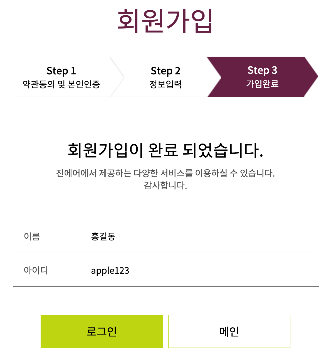 회원가입
Step 1
약관동의 및 본인인증
Step 2
정보입력
Step 3
가입완료
회원가입이 완료 되었습니다.
진에어에서 제공하는 다양한 서비스를 이용하실 수 있습니다.
감사합니다.
이름 홍길동
아이디 apple123
로그인 메인